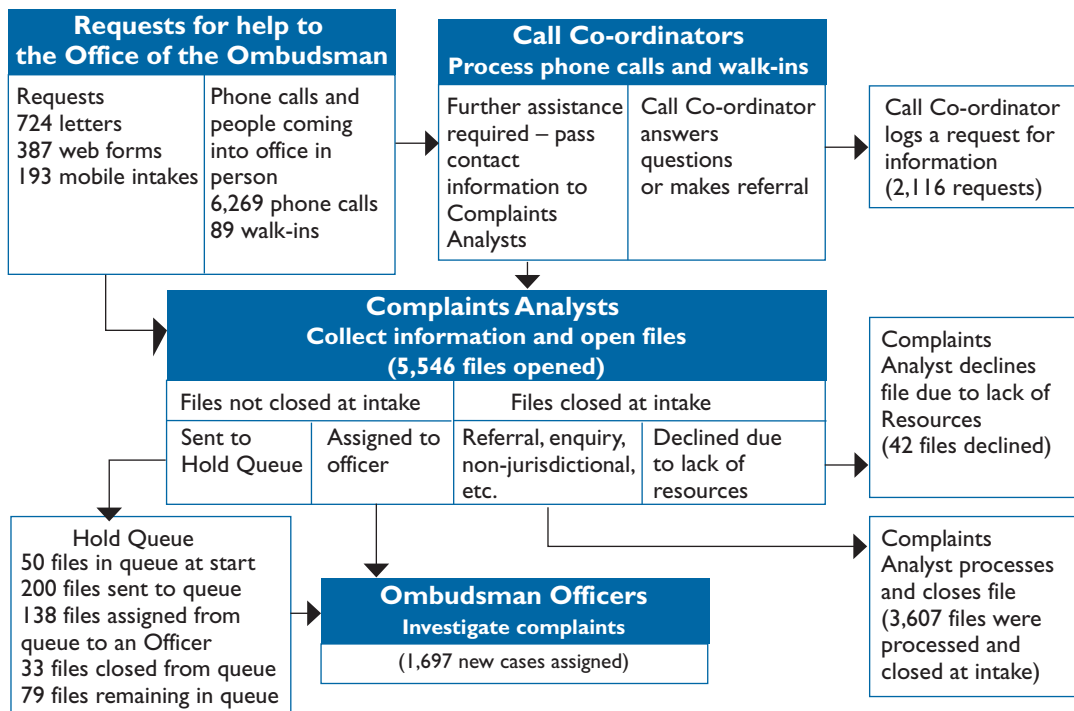 Requests for help to
the Office of the Ombudsman
Requests
724 letters
387 web forms
193 mobile intakes
Phone calls and
people coming
into office in
person
6,269 phone calls
89 walk-ins
Call Co-ordinators
Process phone calls and walk-ins
Further assistance
required – pass
contact
information to
Complaints
Analysts
Call Co-ordinator
answers
questions
or makes referral
Call Co-ordinator
logs a request for
information
(2,116 requests)
Complaints Analysts
Collect information and open files
(5,546 files opened)
Files not closed at intake
Files closed at intake
Sent to
Hold Queue
Assigned to
officer
Referral, enquiry,
non-jurisdictional,
etc.
Declined due
to lack of
resources
Complaints
Analyst declines
file due to lack of
Resources
(42 files declined)
Hold Queue
50 files in queue at start
200 files sent to queue
138 files assigned from
queue to an Officer
33 files closed from queue
79 files remaining in queue
Ombudsman Officers
Investigate complaints
(1,697 new cases assigned)
Complaints
Analyst processes
and closes file
(3,607 files were
processed and
closed at intake)